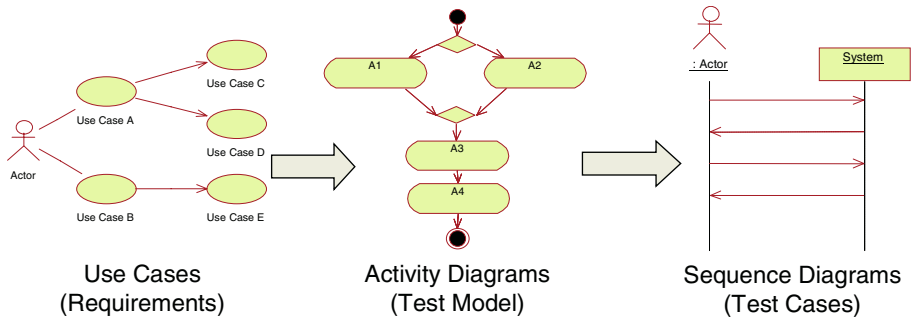 Actor
Use Case A
Use Case B
Use Case C
Use Case D
Use Case E
Use Cases
(Requirements)
A1
A2
A3
A4
Activity Diagrams
(Test Model)
: Actor
System
Sequence Diagrams
(Test Cases)